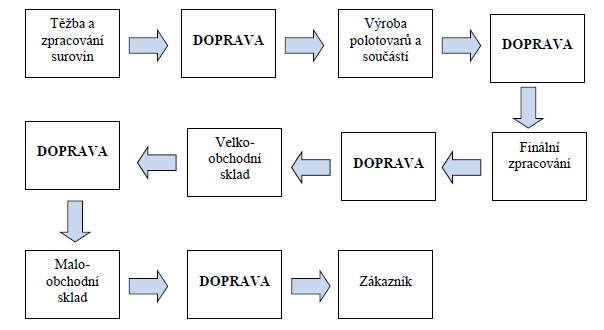 Těžba a
zpracování
surovin
DOPRAVA
Výroba
polotovarů a
součástí
DOPRAVA
Finální
zpracování
DOPRAVA
Velko-
obchodní
sklad
DOPRAVA
Malo-
obchodní
sklad
DOPRAVA
Zákazník